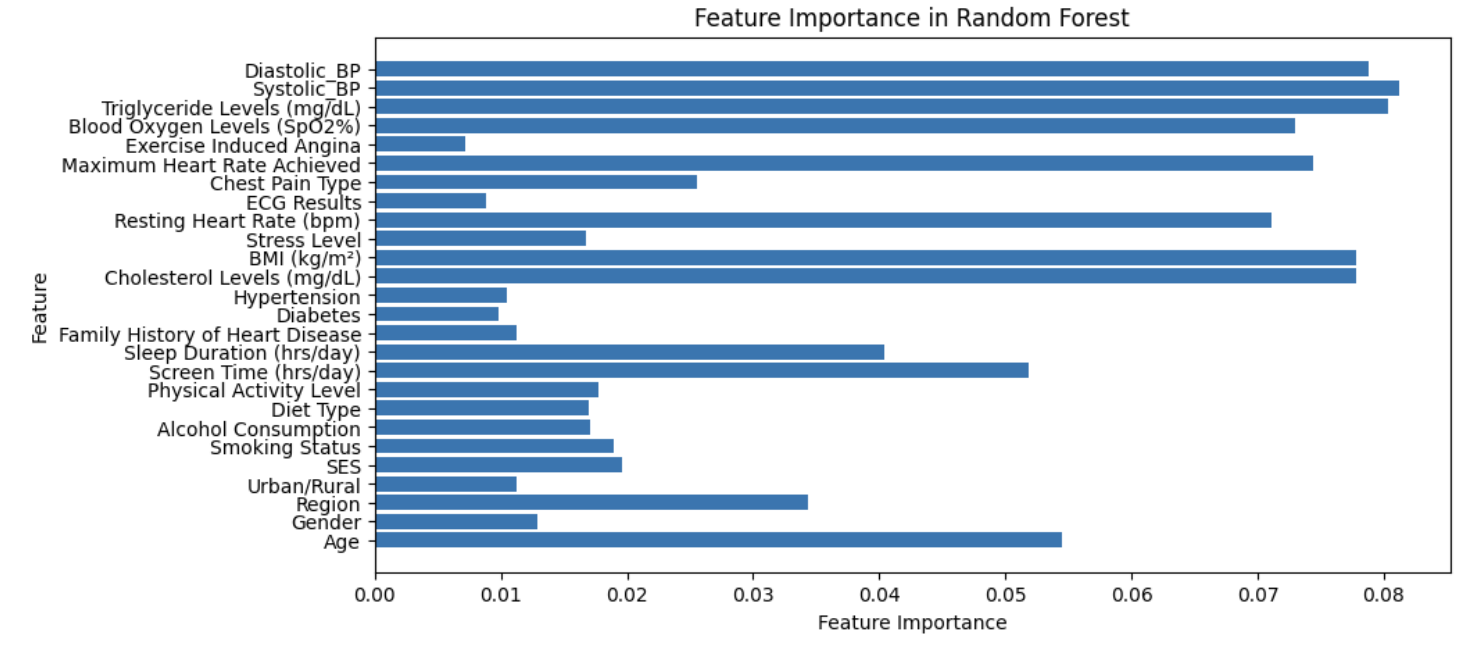 Feature Importance in Random Forest
Diastolic_BP
Systolic_BP
Triglyceride Levels (mg/dL)
Blood Oxygen Levels (SpO2%)
Exercise Induced Angina
Maximum Heart Rate Achieved
Chest Pain Type
ECG Results
Resting Heart Rate (bpm)
Stress Level
BMI (kg/m²)
Cholesterol Levels (mg/dL)
Hypertension
Diabetes
Family History of Heart Disease
Sleep Duration (hrs/day)
Screen Time (hrs/day)
Physical Activity Level
Diet Type
Alcohol Consumption
Smoking Status
SES
Urban/Rural
Region
Gender
Age
Feature
0.00 0.01 0.02 0.03 0.04 0.05 0.06 0.07 0.08
Feature Importance